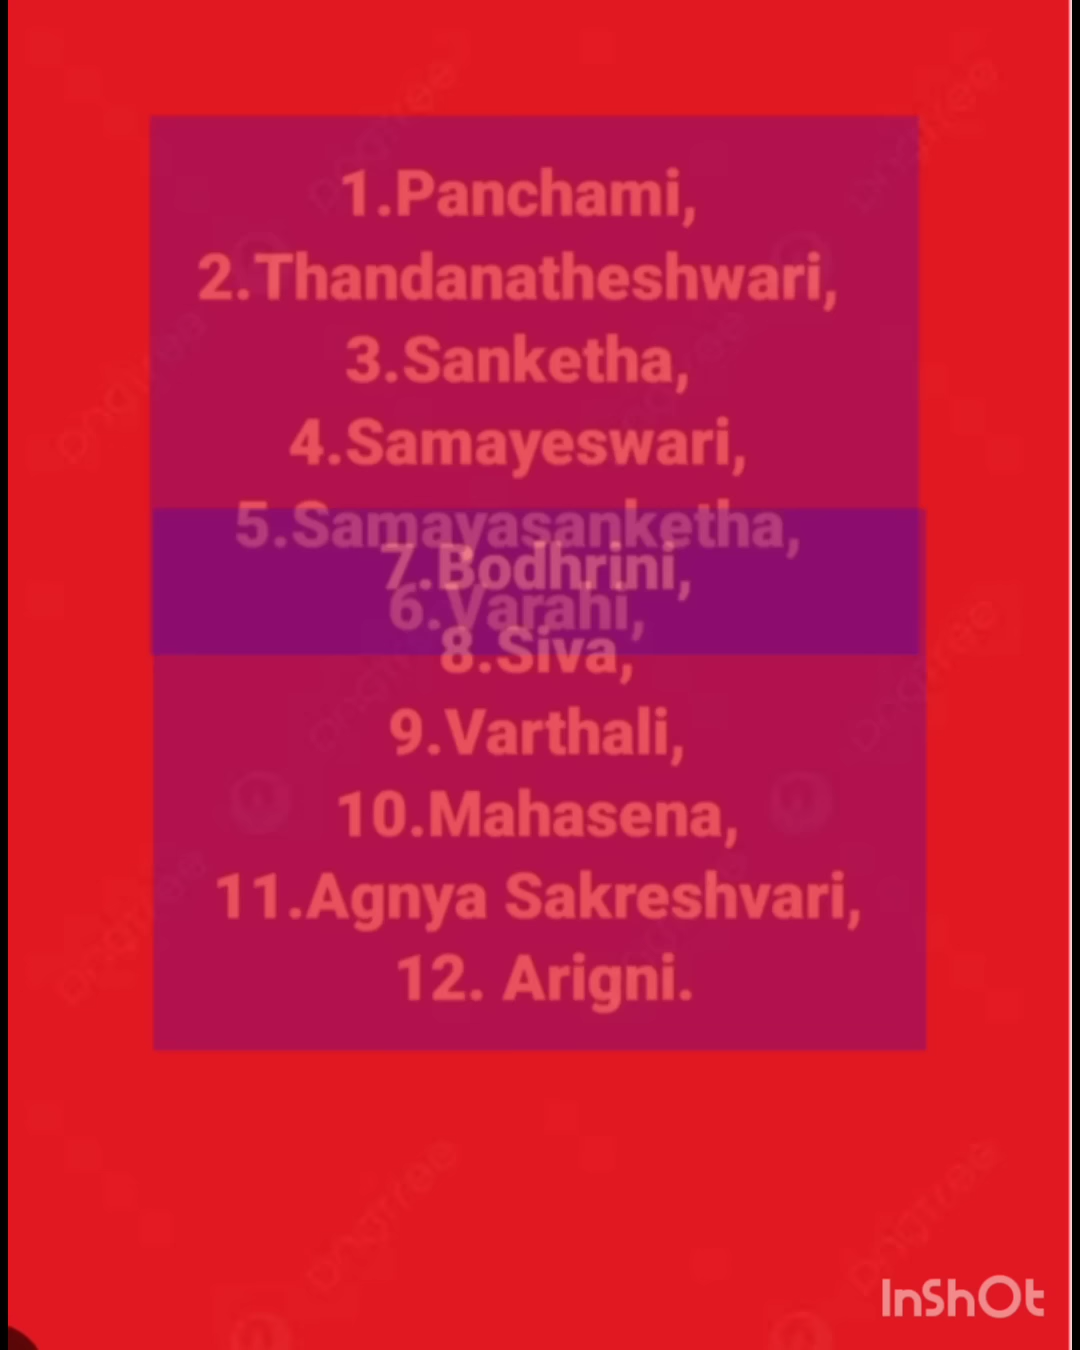 1.Panchami,
2.Thandanatheshwari,
3.Sanketha,
4.Samayeswari,
5.Samayasanketha,
6.Varahi,
7.Bodhrini,
8.Siva,
9.Varthali,
10.Mahasena,
11.Agnya Sakreshvari,
12. Arigni.
InShOt